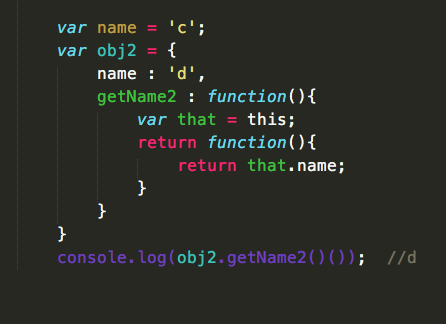 var name = 'c';
var obj2 = {
name : 'd',
getName2 : function(){
var that = this;
return function(){
return that.name;
}
}
}
console.log(obj2.getName2()()); //d